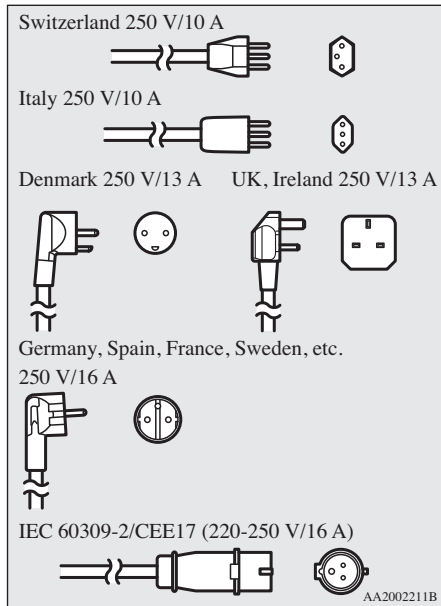 Switzerland 250 V/10 A
Italy 250 V/10 A
Denmark 250 V/13 A
UK, Ireland 250 V/13 A
Germany, Spain, France, Sweden, etc.
250 V/16 A
IEC 60309-2/CEE17 (220-250 V/16 A)
AA2002211B